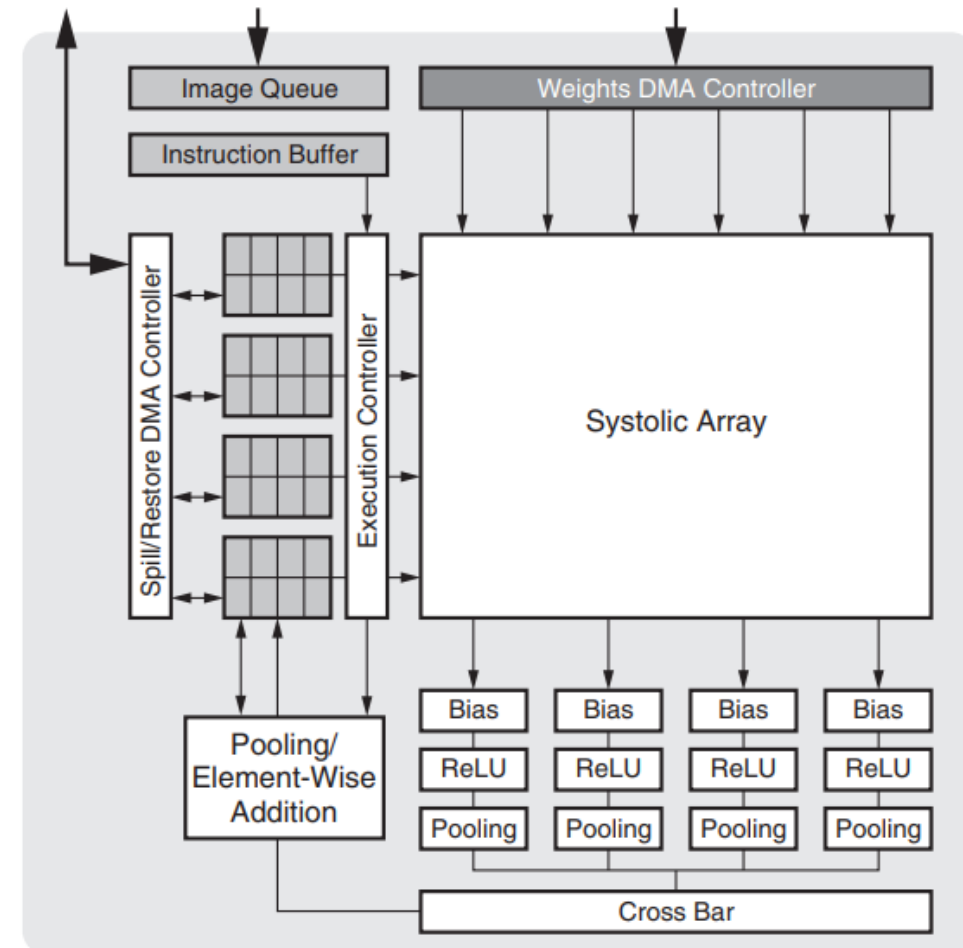 Image Queue
Weights DMA Controller
Instruction Buffer
Spill/Restore DMA Controller
Execution Controller
Systolic Array
Bias
Bias
Bias
Bias
Pooling/
Element-Wise
Addition
ReLU
ReLU
ReLU
ReLU
Pooling
Pooling
Pooling
Pooling
Cross Bar